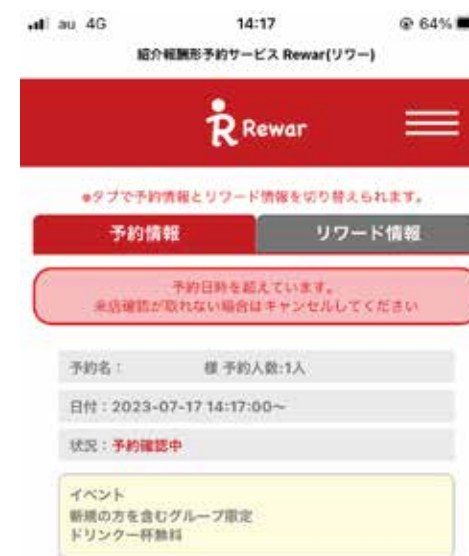 au 4G 14:17 64%
紹介報酬形予約サービス Rewar(リワー)
Rewar
●タブで予約情報とリワード情報を切り替えられます。
予約情報 リワード情報
予約日時を超えています。
来店確認が取れない場合はキャンセルしてください
予約名： 様 予約人数:1人
日付：2023-07-17 14:17:00～
状況：予約確認中
イベント
新規の方を含むグループ限定
ドリンク一杯無料